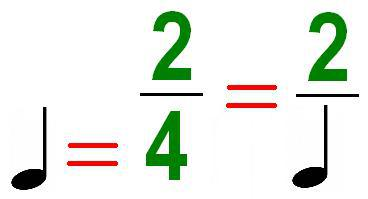 ♩ = 2/4 = 2/♩